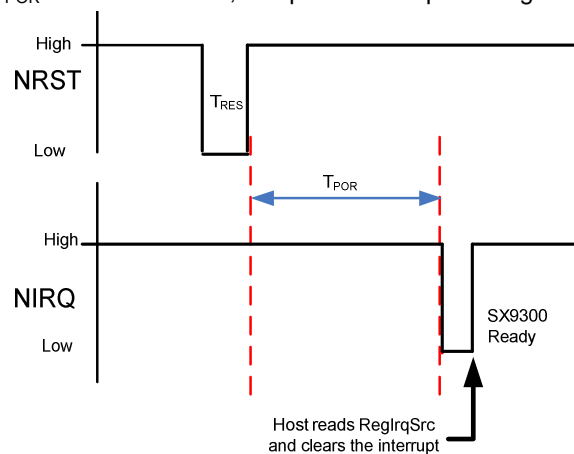 High
NRST
TRES
Low
TPOR
High
NIRQ
SX9300
Ready
Low
Host reads RegIrqSrc
and clears the interrupt